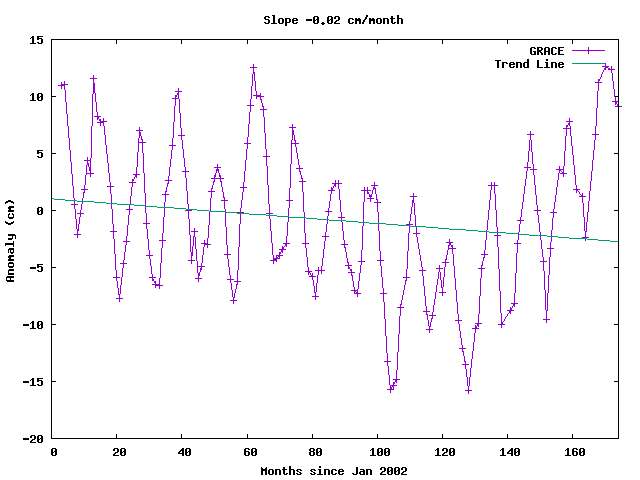 Slope -0.02 cm/month
GRACE
Trend Line
15
10
5
0
-5
-10
-15
-20
Anomaly (cm)
0 20 40 60 80 100 120 140 160
Months since Jan 2002